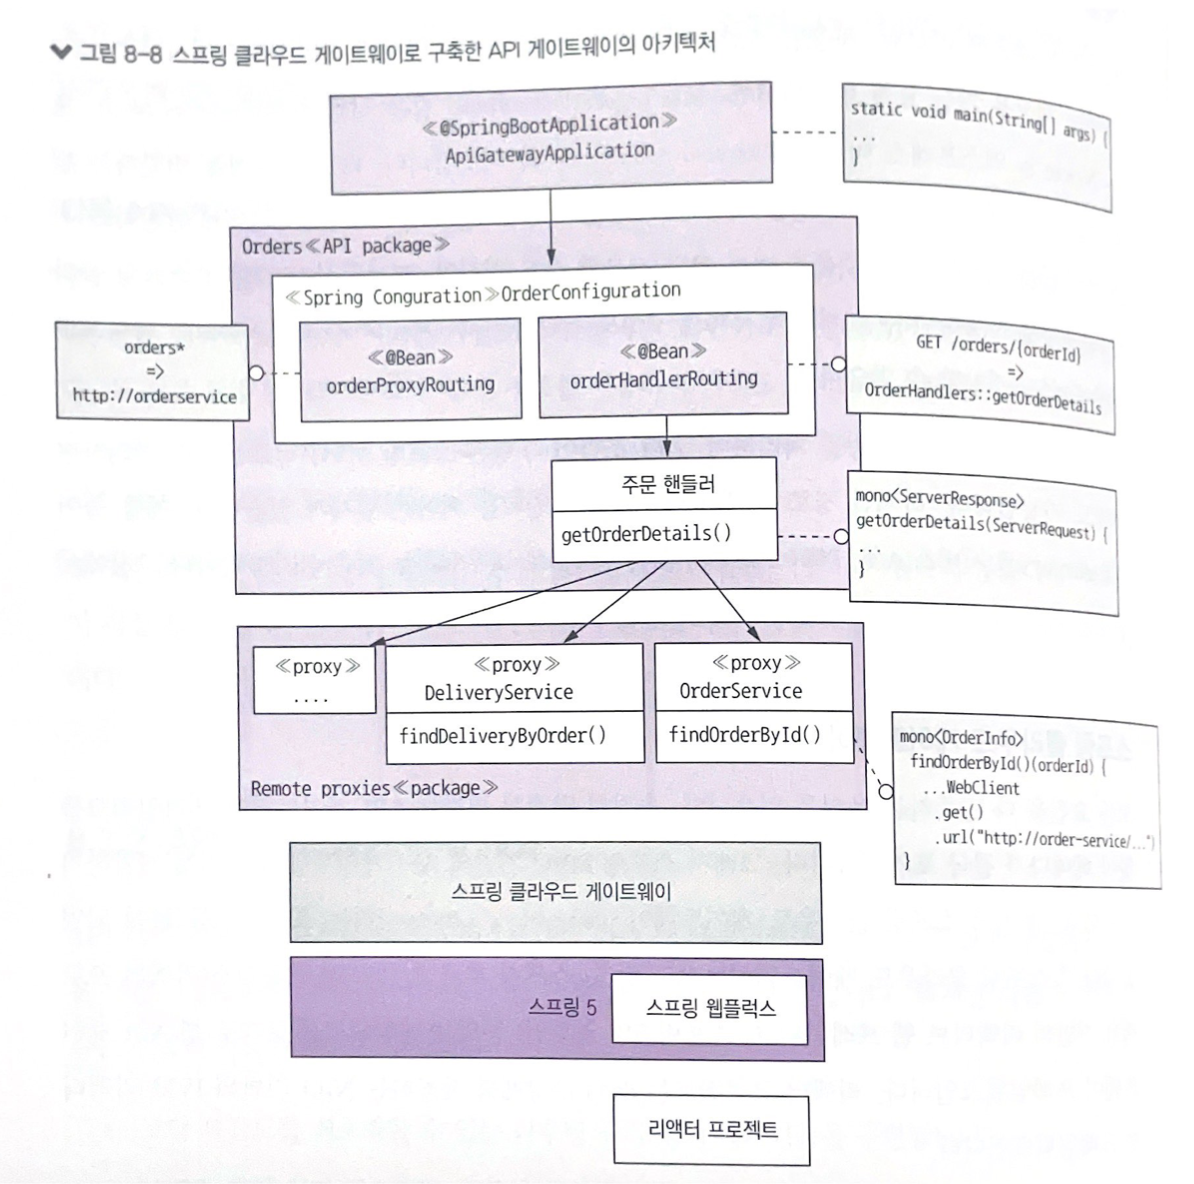 그림 8-8 스프링 클라우드 게이트웨이로 구축한 API 게이트웨이의 아키텍처
≪@SpringBootApplication≫
ApiGatewayApplication
static void main(String[] args) {
...
}
Orders≪API package≫
≪Spring Conguration≫OrderConfiguration
orders*
=>
http://orderservice
≪@Bean≫
orderProxyRouting
≪@Bean≫
orderHandlerRouting
GET /orders/{orderId)
=>
OrderHandlers::getOrderDetails
주문 핸들러
getOrderDetails()
mono<ServerResponse>
getOrderDetails(ServerRequest) {
...
}
≪proxy≫
....
≪proxy≫
DeliveryService
findDeliveryByOrder()
≪proxy≫
OrderService
findOrderById()
Remote proxies≪package≫
mono<OrderInfo>
findOrderById()(orderId) {
...WebClient
.get()
.url("http://order-service/...")
}
스프링 클라우드 게이트웨이
스프링 5
스프링 웹플럭스
리액터 프로젝트